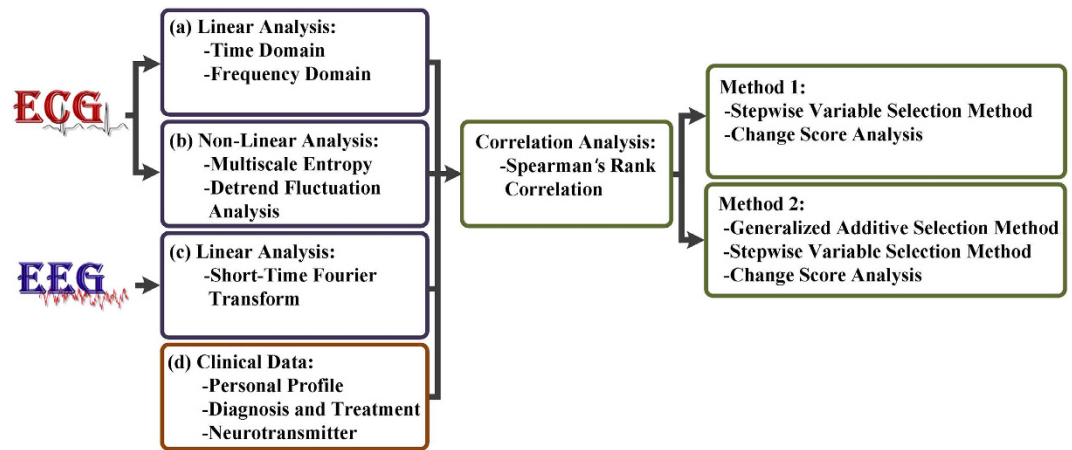 ECG
(a) Linear Analysis:
-Time Domain
-Frequency Domain
(b) Non-Linear Analysis:
-Multiscale Entropy
-Detrend Fluctuation
Analysis
EEG
(c) Linear Analysis:
-Short-Time Fourier
Transform
(d) Clinical Data:
-Personal Profile
-Diagnosis and Treatment
-Neurotransmitter
Correlation Analysis:
-Spearman's Rank
Correlation
Method 1:
-Stepwise Variable Selection Method
-Change Score Analysis
Method 2:
-Generalized Additive Selection Method
-Stepwise Variable Selection Method
-Change Score Analysis